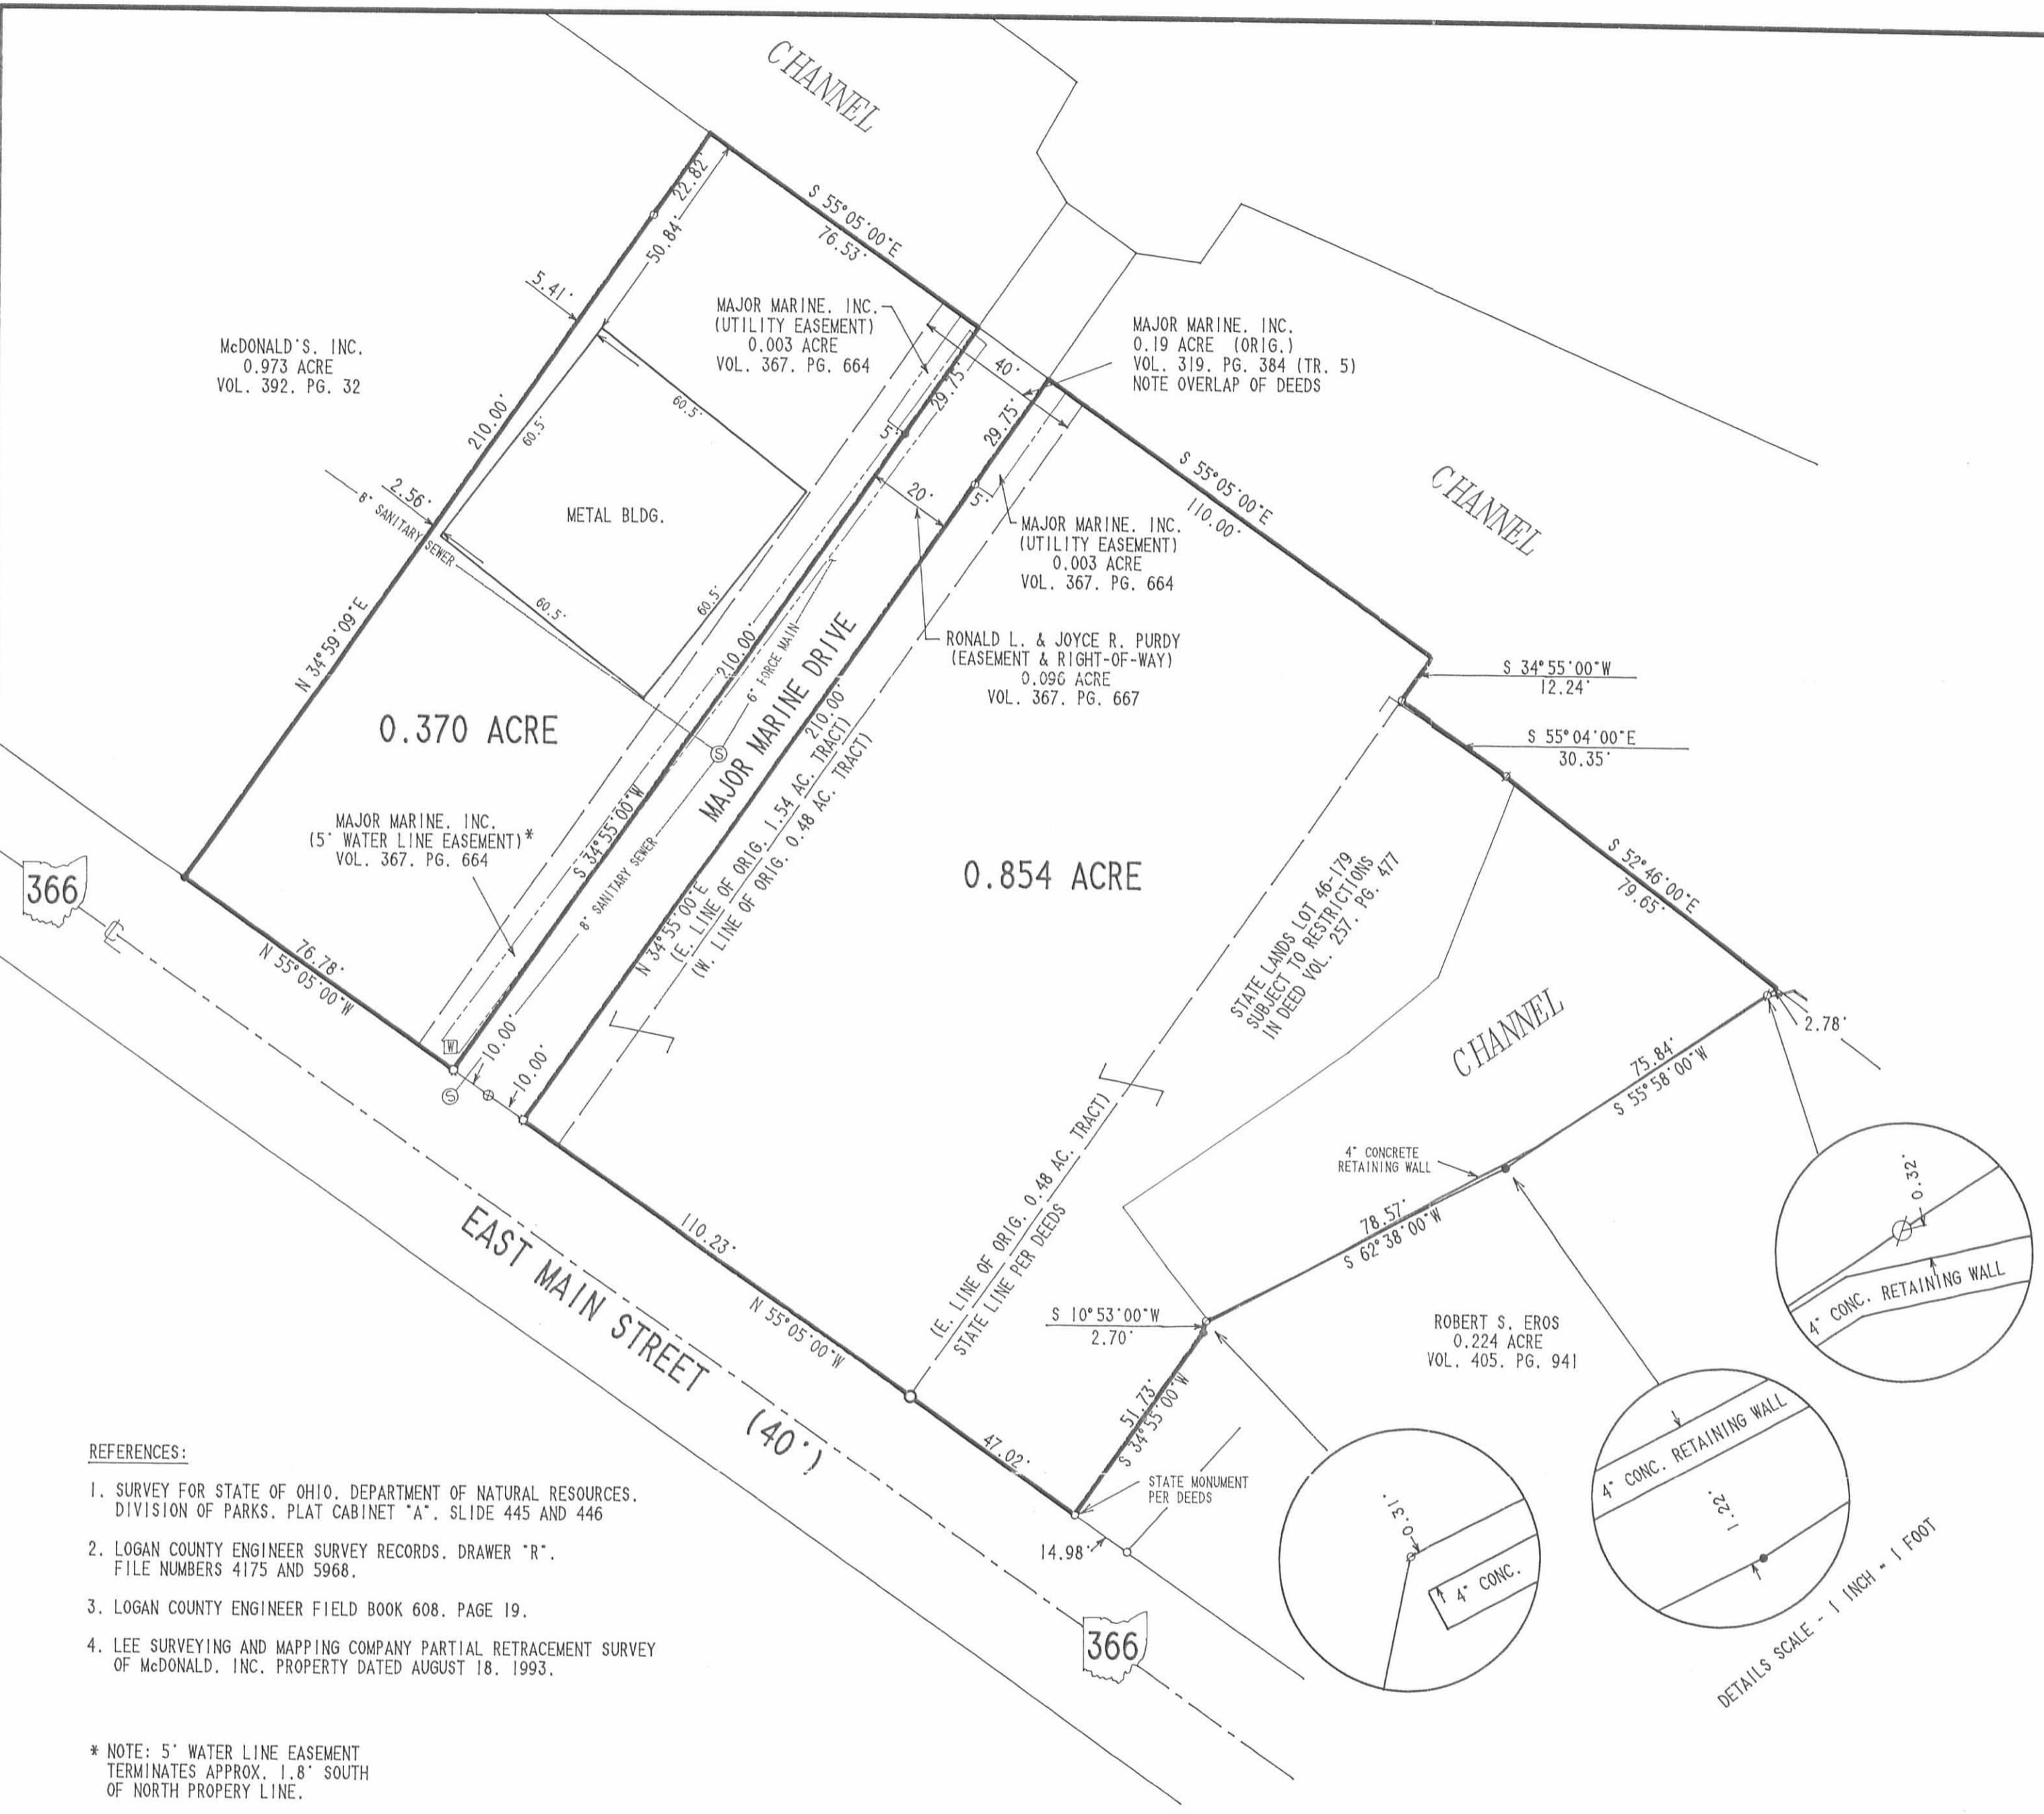 CHANNEL
22.82'
50.84'
S 55°05'00"E
76.53'
5.41'
McDONALD'S, INC.
0.973 ACRE
VOL. 392, PG. 32
MAJOR MARINE, INC.
(UTILITY EASEMENT)
0.003 ACRE
VOL. 367, PG. 664
40'
29.75'
MAJOR MARINE, INC.
0.19 ACRE (ORIG.)
VOL. 319, PG. 384 (TR. 5)
NOTE OVERLAP OF DEEDS
29.75'
210.00'
60.5'
60.5'
5'
20'
5'
S 55°05'00"E
110.00'
CHANNEL
2.56'
8" SANITARY SEWER
METAL BLDG.
MAJOR MARINE, INC.
(UTILITY EASEMENT)
0.003 ACRE
VOL. 367, PG. 664
60.5'
60.5'
N 34°59'09"E
210.00'
6" FORCE MAIN
MAJOR MARINE DRIVE
RONALD L. & JOYCE R. PURDY
(EASEMENT & RIGHT-OF-WAY)
0.096 ACRE
VOL. 367, PG. 667
S 34°55'00"W
12.24'
S 55°04'00"E
30.35'
0.370 ACRE
S
210.00'
N 34°55'00"E
(E. LINE OF ORIG. 1.54 AC. TRACT)
(W. LINE OF ORIG. 0.48 AC. TRACT)
MAJOR MARINE, INC.
(5' WATER LINE EASEMENT)*
VOL. 367, PG. 664
S 34°55'00"W
8" SANITARY SEWER
0.854 ACRE
STATE LANDS LOT 46-179
SUBJECT TO RESTRICTIONS
IN DEED VOL. 257, PG. 477
S 52°46'00"E
79.65'
366
76.78'
N 55°05'00"W
W
10.00'
10.00'
S
CHANNEL
2.78'
75.84'
S 55°58'00"W
4" CONCRETE
RETAINING WALL
78.57'
S 62°38'00"W
0.32'
4" CONC. RETAINING WALL
EAST MAIN STREET (40')
110.23'
N 55°05'00"W
(E. LINE OF ORIG. 0.48 AC. TRACT)
STATE LINE PER DEEDS
S 10°53'00"W
2.70'
ROBERT S. EROS
0.224 ACRE
VOL. 405, PG. 941
51.73'
S 34°55'00"W
47.02'
STATE MONUMENT
PER DEEDS
14.98'
0.31'
4" CONC.
4" CONC. RETAINING WALL
1.22'
DETAILS SCALE - 1 INCH = 1 FOOT
366
REFERENCES:
1. SURVEY FOR STATE OF OHIO, DEPARTMENT OF NATURAL RESOURCES,
DIVISION OF PARKS, PLAT CABINET "A", SLIDE 445 AND 446
2. LOGAN COUNTY ENGINEER SURVEY RECORDS, DRAWER "R",
FILE NUMBERS 4175 AND 5968.
3. LOGAN COUNTY ENGINEER FIELD BOOK 608, PAGE 19.
4. LEE SURVEYING AND MAPPING COMPANY PARTIAL RETRACEMENT SURVEY
OF McDONALD, INC. PROPERTY DATED AUGUST 18, 1993.
* NOTE: 5' WATER LINE EASEMENT
TERMINATES APPROX. 1.8' SOUTH
OF NORTH PROPERY LINE.